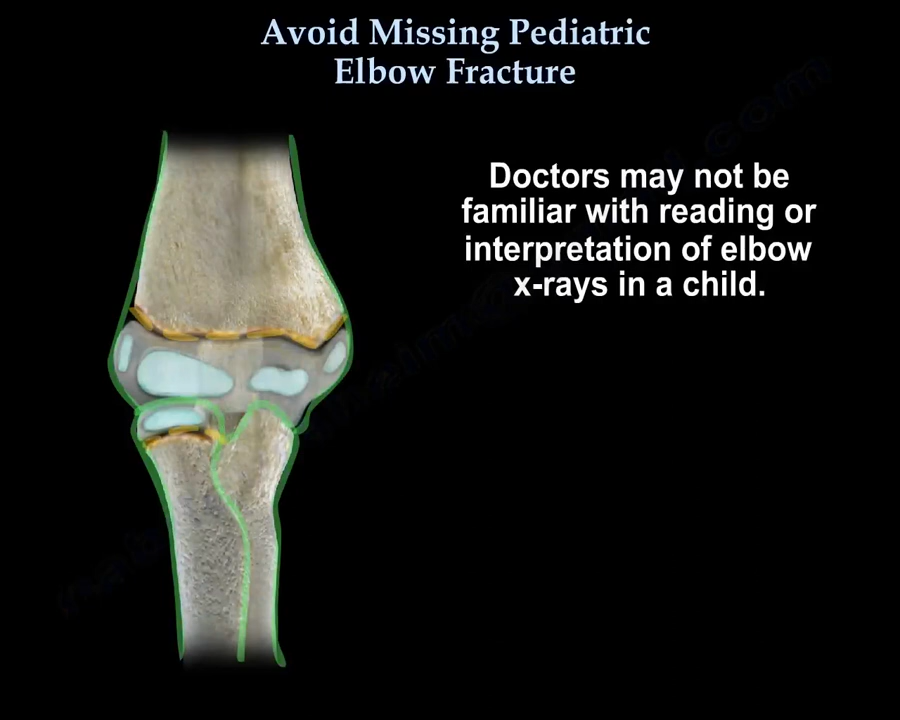 Avoid Missing Pediatric
Elbow Fracture
Doctors may not be
familiar with reading or
interpretation of elbow
x-rays in a child.